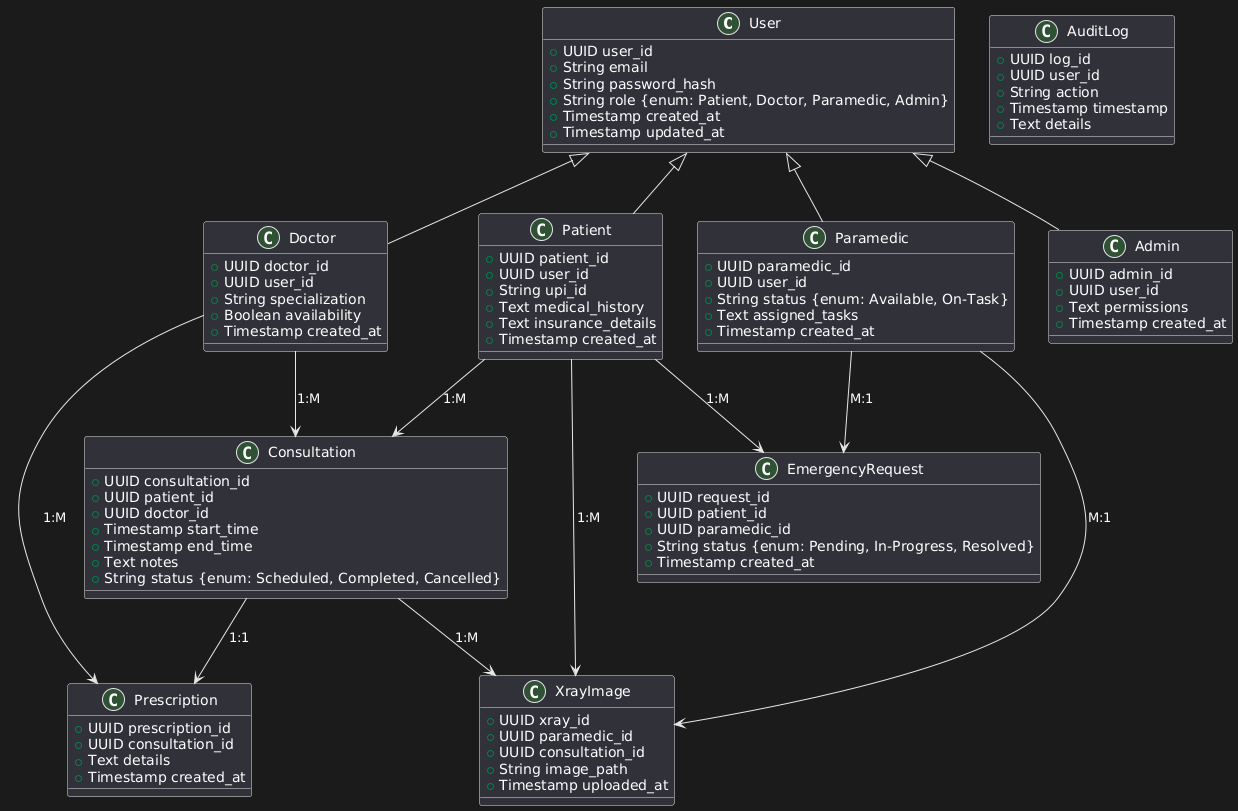 C User
UUID user_id
String email
String password_hash
String role {enum: Patient, Doctor, Paramedic, Admin}
Timestamp created_at
Timestamp updated_at
C AuditLog
UUID log_id
UUID user_id
String action
Timestamp timestamp
Text details
C Doctor
UUID doctor_id
UUID user_id
String specialization
Boolean availability
Timestamp created_at
C Patient
UUID patient_id
UUID user_id
String upi_id
Text medical_history
Text insurance_details
Timestamp created_at
C Paramedic
UUID paramedic_id
UUID user_id
String status {enum: Available, On-Task}
Text assigned_tasks
Timestamp created_at
C Admin
UUID admin_id
UUID user_id
Text permissions
Timestamp created_at
1:M
1:M
1:M
M:1
C Consultation
UUID consultation_id
UUID patient_id
UUID doctor_id
Timestamp start_time
Timestamp end_time
Text notes
String status {enum: Scheduled, Completed, Cancelled}
C EmergencyRequest
UUID request_id
UUID patient_id
UUID paramedic_id
String status {enum: Pending, In-Progress, Resolved}
Timestamp created_at
1:M
1:M
M:1
1:1
1:M
C Prescription
UUID prescription_id
UUID consultation_id
Text details
Timestamp created_at
C XrayImage
UUID xray_id
UUID paramedic_id
UUID consultation_id
String image_path
Timestamp uploaded_at